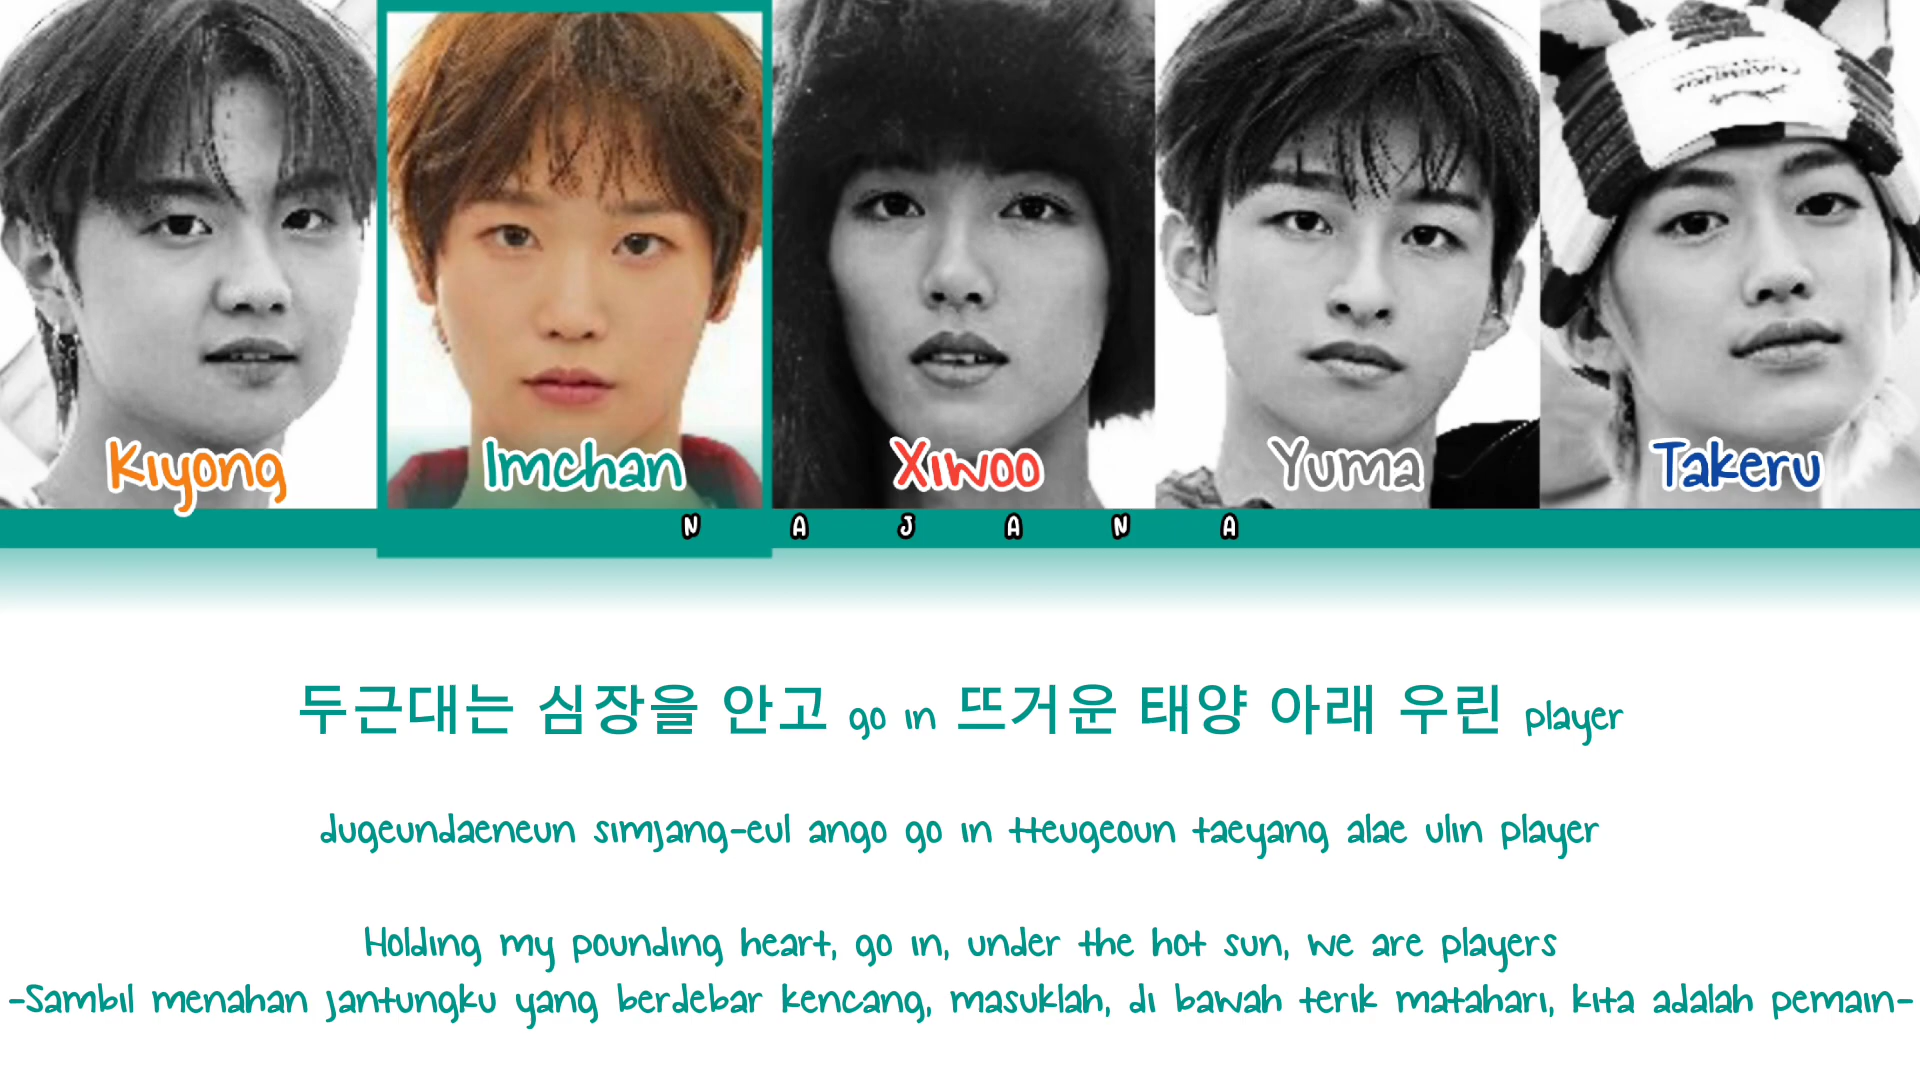 Kiyong
Imchan
Xiwoo
Yuma
Takeru
N A J A N A
두근대는 심장을 안고 go in 뜨거운 태양 아래 우린 player
dugeundaeneun simjang-eul ango go in tteugeoun taeyang alae ulin player
Holding my pounding heart, go in, under the hot sun, we are players
-Sambil menahan jantungku yang berdebar kencang, masuklah, di bawah terik matahari, kita adalah pemain-